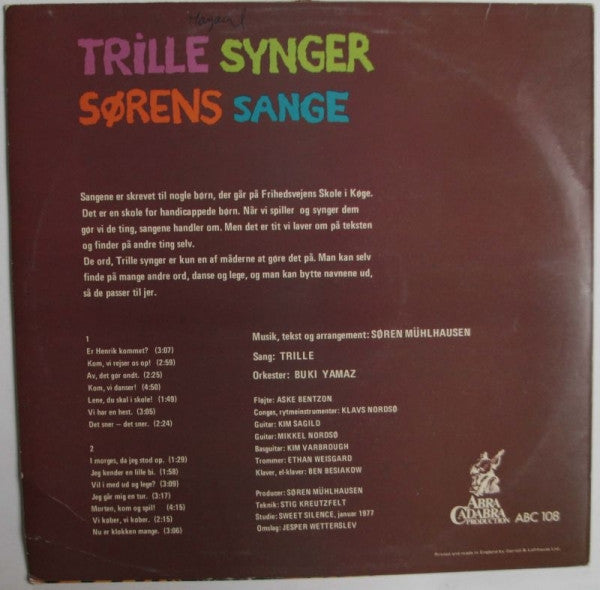 TRILLE SYNGER
SØRENS SANGE
Sangene er skrevet til nogle børn, der går på Frihedsvejens Skole i Køge.
Det er en skole for handicappede børn. Når vi spiller og synger dem
gør vi de ting, sangene handler om. Men det er tit vi laver om på teksten
og finder på andre ting selv.
De ord, Trille synger er kun en af måderne at gøre det på. Man kan selv
finde på mange andre ord, danse og lege, og man kan bytte navnene ud,
så de passer til jer.
1
Er Henrik kommet? (3:07)
Kom, vi rejser os op! (2:59)
Av, det gør ondt. (2:25)
Kom, vi danser! (4:50)
Lene, du skal i skole! (1:49)
Vi har en hest. (3:05)
Det sner – det sner. (2:24)
2
I morges, da jeg stod op. (1:29)
Jeg kender en lille bi. (1:58)
Vil i med ud og lege? (3:09)
Jeg går mig en tur. (3:17)
Morten, kom og spil! (4:15)
Vi køber, vi køber. (2:15)
Nu er klokken mange. (3:06)
Musik, tekst og arrangement: SØREN MÜHLHAUSEN
Sang: TRILLE
Orkester: BUKI YAMAZ
Fløjte: ASKE BENTZON
Congas, rytmeinstrumenter: KLAVS NORDSØ
Guitar: KIM SAGILD
Guitar: MIKKEL NORDSØ
Basguitar: KIM VARBROUGH
Trommer: ETHAN WEISGARD
Klaver, el-klaver: BEN BESIAKOW
Producer: SØREN MÜHLHAUSEN
Teknik: STIG KREUTZFELT
Studie: SWEET SILENCE, januar 1977
Omslag: JESPER WETTERSLEV
ABRA
CADABRA
PRODUCTION
ABC 108
Printed and made in England by Garrod & Lofthouse Ltd.